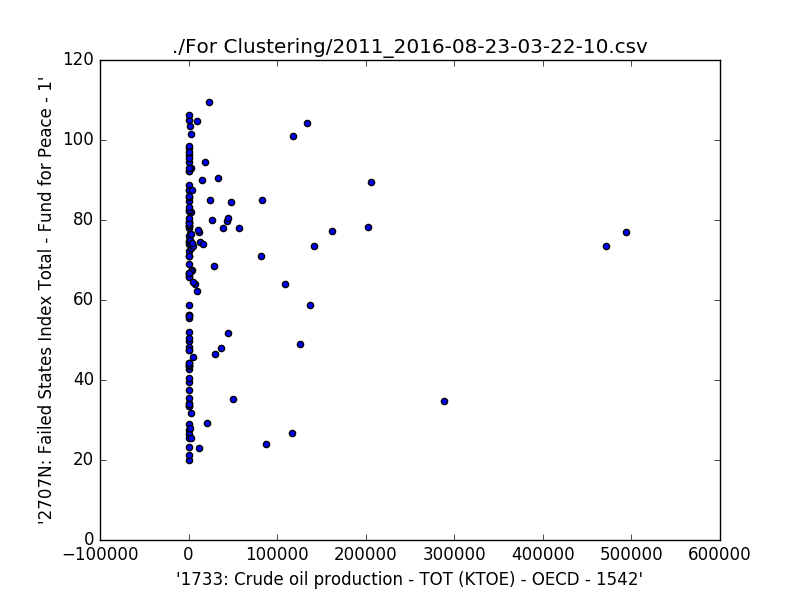 ./For Clustering/2011_2016-08-23-03-22-10.csv
120
100
80
60
40
20
0
'2707N: Failed States Index Total - Fund for Peace - 1'
−100000 0 100000 200000 300000 400000 500000 600000
'1733: Crude oil production - TOT (KTOE) - OECD - 1542'